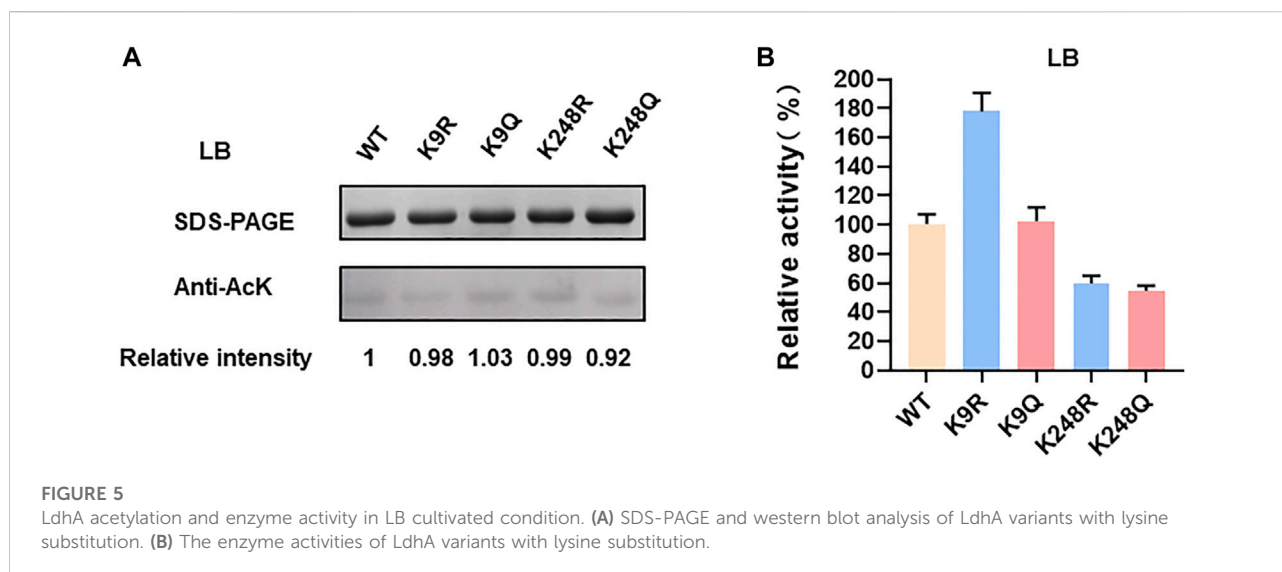 A
LB
WT K9R K9Q K248R K248Q
SDS-PAGE
Anti-AcK
Relative intensity 1 0.98 1.03 0.99 0.92
B
LB
Relative activity( %)
200
180
160
140
120
100
80
60
40
20
0
WT K9R K9Q K248R K248Q
FIGURE 5
LdhA acetylation and enzyme activity in LB cultivated condition. (A) SDS-PAGE and western blot analysis of LdhA variants with lysine
substitution. (B) The enzyme activities of LdhA variants with lysine substitution.